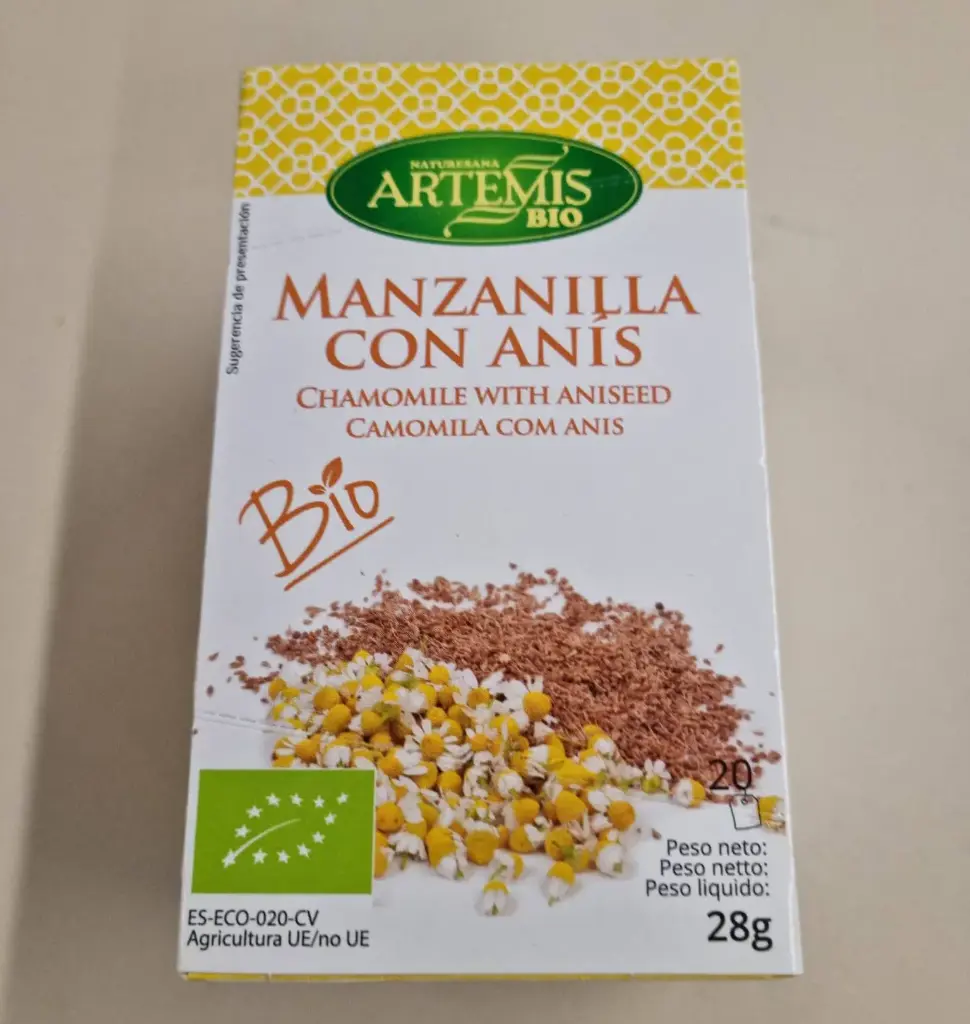 NATURESANA
ARTEMIS
BIO
Sugerencia de presentación
MANZANILLA
CON ANÍS
CHAMOMILE WITH ANISEED
CAMOMILA COM ANIS
Bio
20
Peso neto:
Peso netto:
Peso liquido:
28g
ES-ECO-020-CV
Agricultura UE/no UE